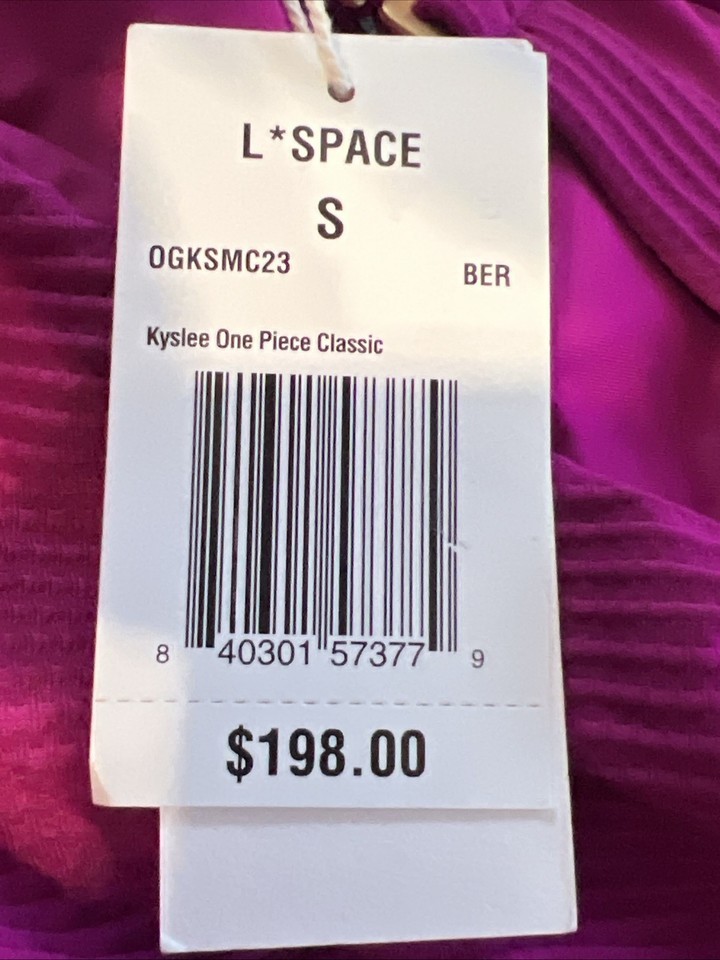 L*SPACE
S
OGKSMC23 BER
Kyslee One Piece Classic
8 40301 57377 9
$198.00